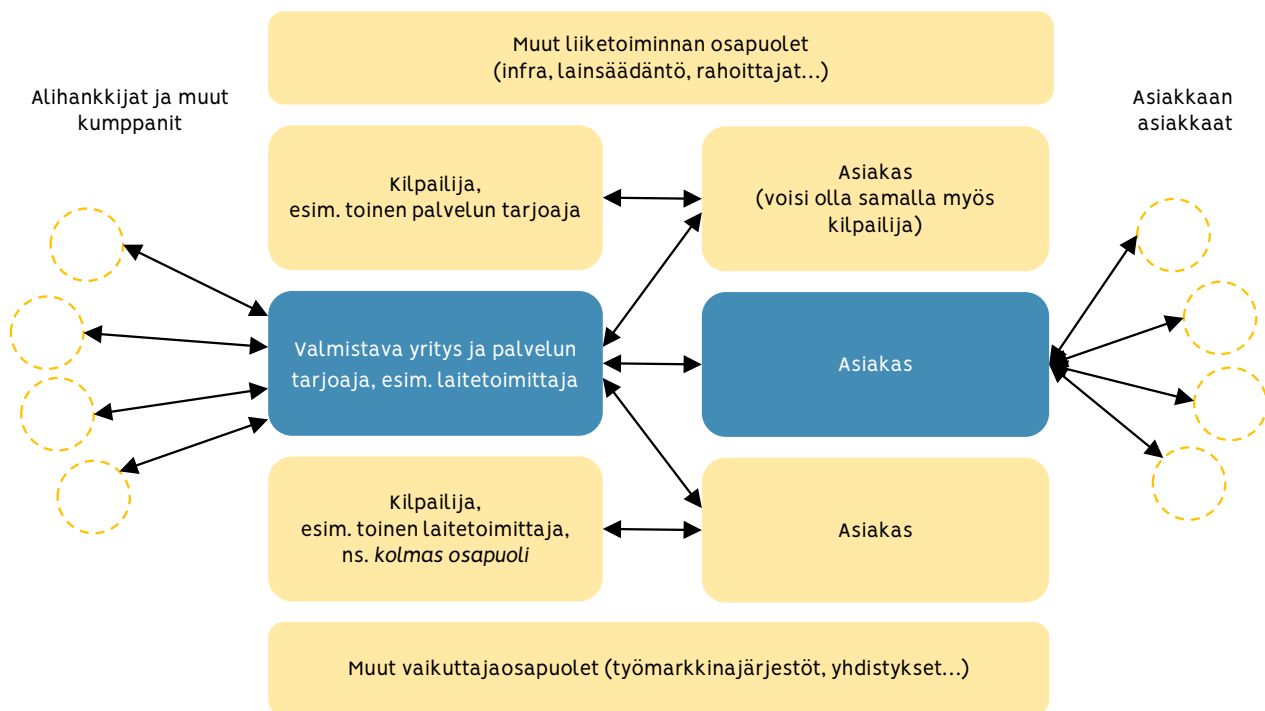 Muut liiketoiminnan osapuolet
(infra, lainsäädäntö, rahoittajat...)
Alihankkijat ja muut
kumppanit
Asiakkaan
asiakkaat
Kilpailija,
esim. toinen palvelun tarjoaja
Asiakas
(voisi olla samalla myös
kilpailija)
Valmistava yritys ja palvelun
tarjoaja, esim. laitetoimittaja
Asiakas
Kilpailija,
esim. toinen laitetoimittaja,
ns. kolmas osapuoli
Asiakas
Muut vaikuttajaosapuolet (työmarkkinajärjestöt, yhdistykset...)